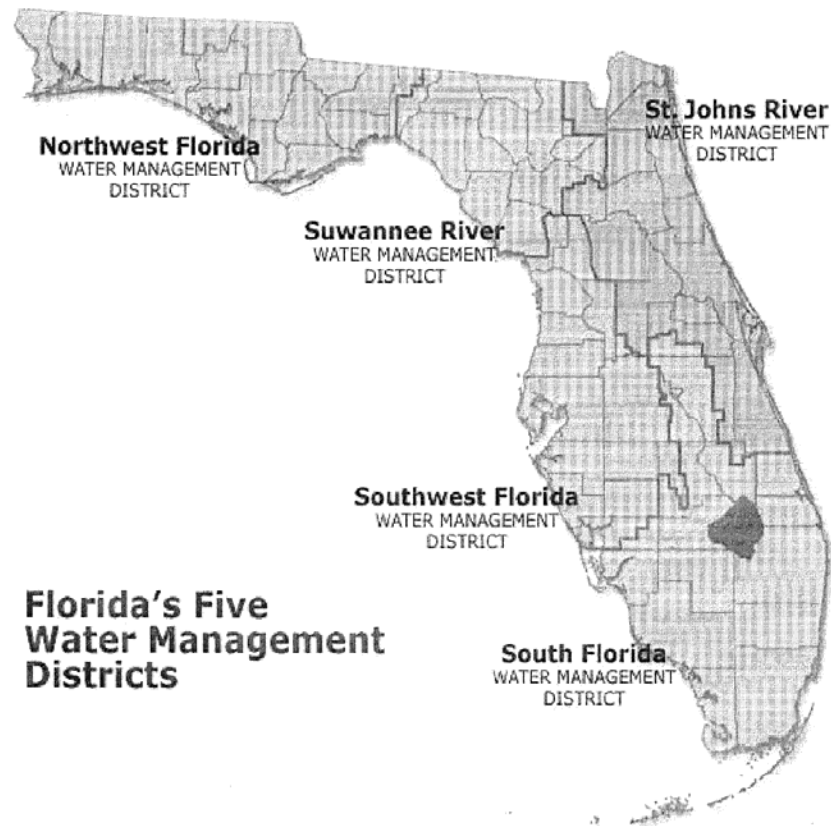 St. Johns River
WATER MANAGEMENT
DISTRICT
Northwest Florida
WATER MANAGEMENT
DISTRICT
Suwannee River
WATER MANAGEMENT
DISTRICT
Southwest Florida
WATER MANAGEMENT
DISTRICT
Florida's Five
Water Management
Districts
South Florida
WATER MANAGEMENT
DISTRICT